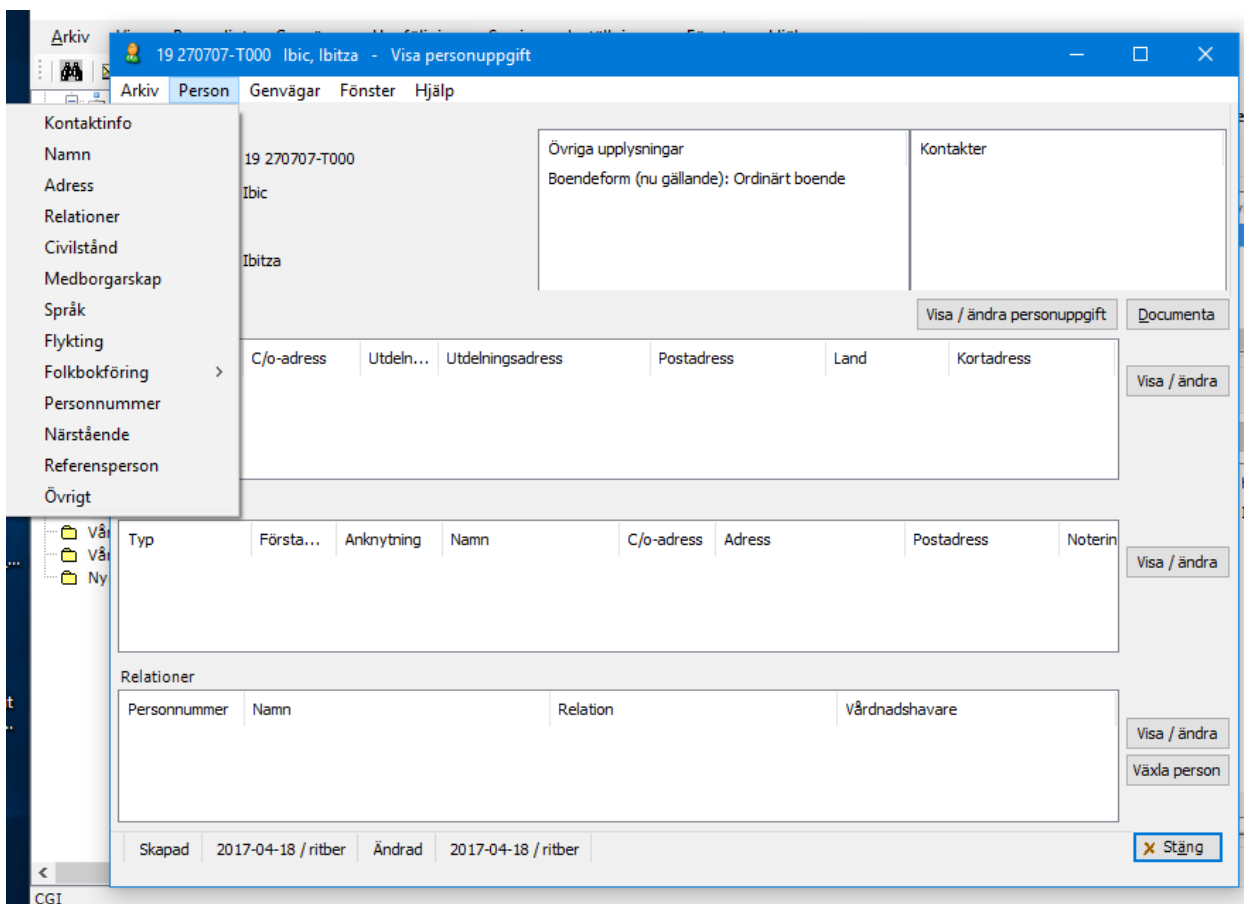 Arkiv
19 270707-T000 Ibic, Ibitza - Visa personuppgift
Arkiv Person Genvägar Fönster Hjälp
Kontaktinfo
Namn
Adress
Relationer
Civilstånd
Medborgarskap
Språk
Flykting
Folkbokföring >
Personnummer
Närstående
Referensperson
Övrigt
19 270707-T000
Ibic
Ibitza
Övriga upplysningar
Boendeform (nu gällande): Ordinärt boende
Kontakter
Visa / ändra personuppgift Documenta
C/o-adress Utdeln... Utdelningsadress Postadress Land Kortadress
Visa / ändra
Vår
Vår
Ny
Typ Första... Anknytning Namn C/o-adress Adress Postadress Noterin
Visa / ändra
Relationer
Personnummer Namn Relation Vårdnadshavare
Visa / ändra
Växla person
Skapad 2017-04-18 / ritber Ändrad 2017-04-18 / ritber
Stäng
CGI